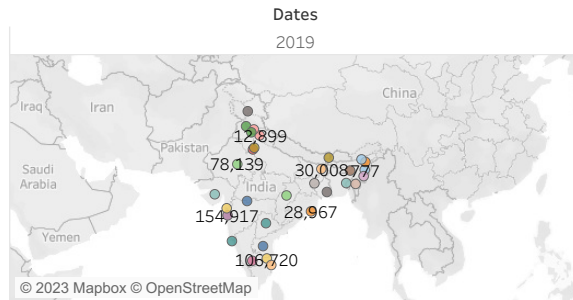 Dates
2019
China
Iraq
Iran
12,899
Pakistan
78,139
30,008,777
Saudi
Arabia
India
154,917
28,967
Yemen
106,720
© 2023 Mapbox © OpenStreetMap